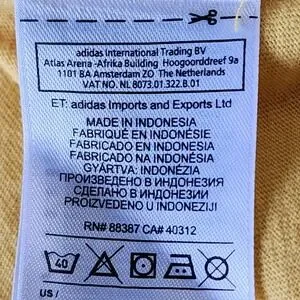 adidas International Trading BV
Atlas Arena -Afrika Building Hoogoorddreef 9a
1101 BA Amsterdam ZO The Netherlands
VAT NO. NL 8073.01.322.B.01
ET: adidas Imports and Exports Ltd
MADE IN INDONESIA
FABRIQUÉ EN INDONÉSIE
FABRICADO EN INDONESIA
FABRICADO NA INDONÉSIA
GYÁRTVA: INDONÉZIA
ПРОИЗВЕДЕНО В ИНДОНЕЗИЯ
СДЕЛАНО В ИНДОНЕЗИИ
PROIZVEDENO U INDONEZIJI
RN# 88387 CA# 40312
40
US /